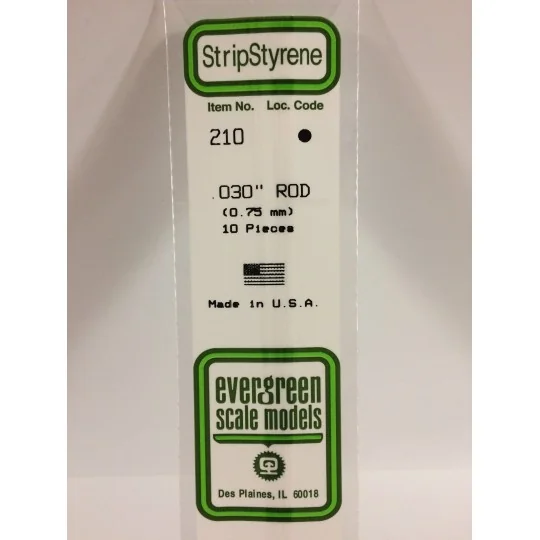 StripStyrene
Item No. Loc. Code
210 ●
.030" ROD
(0.75 mm)
10 Pieces
Made in U.S.A.
evergreen
scale models
Des Plaines, IL 60018